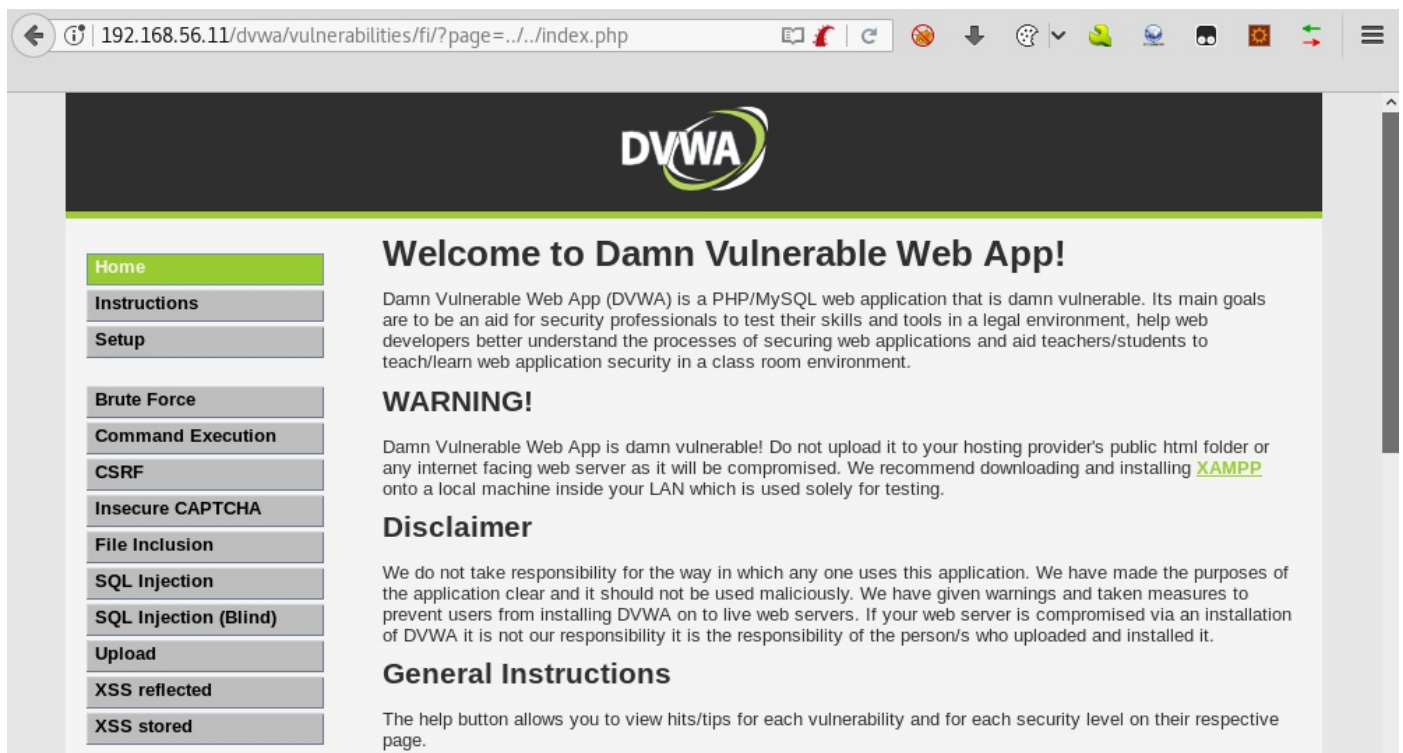 192.168.56.11/dvwa/vulnerabilities/fi/?page=../../index.php
DVWA
Home
Instructions
Setup
Brute Force
Command Execution
CSRF
Insecure CAPTCHA
File Inclusion
SQL Injection
SQL Injection (Blind)
Upload
XSS reflected
XSS stored
Welcome to Damn Vulnerable Web App!
Damn Vulnerable Web App (DVWA) is a PHP/MySQL web application that is damn vulnerable. Its main goals
are to be an aid for security professionals to test their skills and tools in a legal environment, help web
developers better understand the processes of securing web applications and aid teachers/students to
teach/learn web application security in a class room environment.
WARNING!
Damn Vulnerable Web App is damn vulnerable! Do not upload it to your hosting provider's public html folder or
any internet facing web server as it will be compromised. We recommend downloading and installing XAMPP
onto a local machine inside your LAN which is used solely for testing.
Disclaimer
We do not take responsibility for the way in which any one uses this application. We have made the purposes of
the application clear and it should not be used maliciously. We have given warnings and taken measures to
prevent users from installing DVWA on to live web servers. If your web server is compromised via an installation
of DVWA it is not our responsibility it is the responsibility of the person/s who uploaded and installed it.
General Instructions
The help button allows you to view hits/tips for each vulnerability and for each security level on their respective
page.